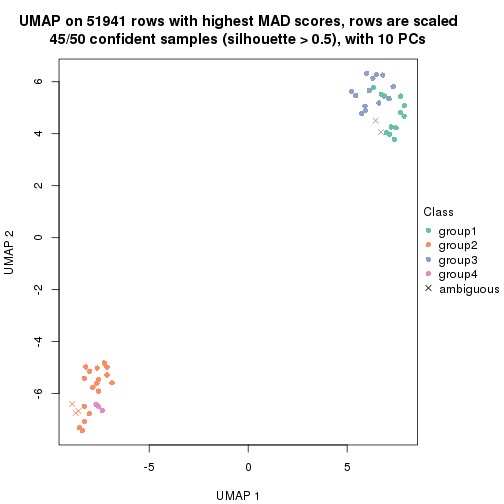 UMAP on 51941 rows with highest MAD scores, rows are scaled
45/50 confident samples (silhouette > 0.5), with 10 PCs
6
4
2
0
-2
-4
-6
UMAP 2
-5
0
5
UMAP 1
Class
group1
group2
group3
group4
ambiguous